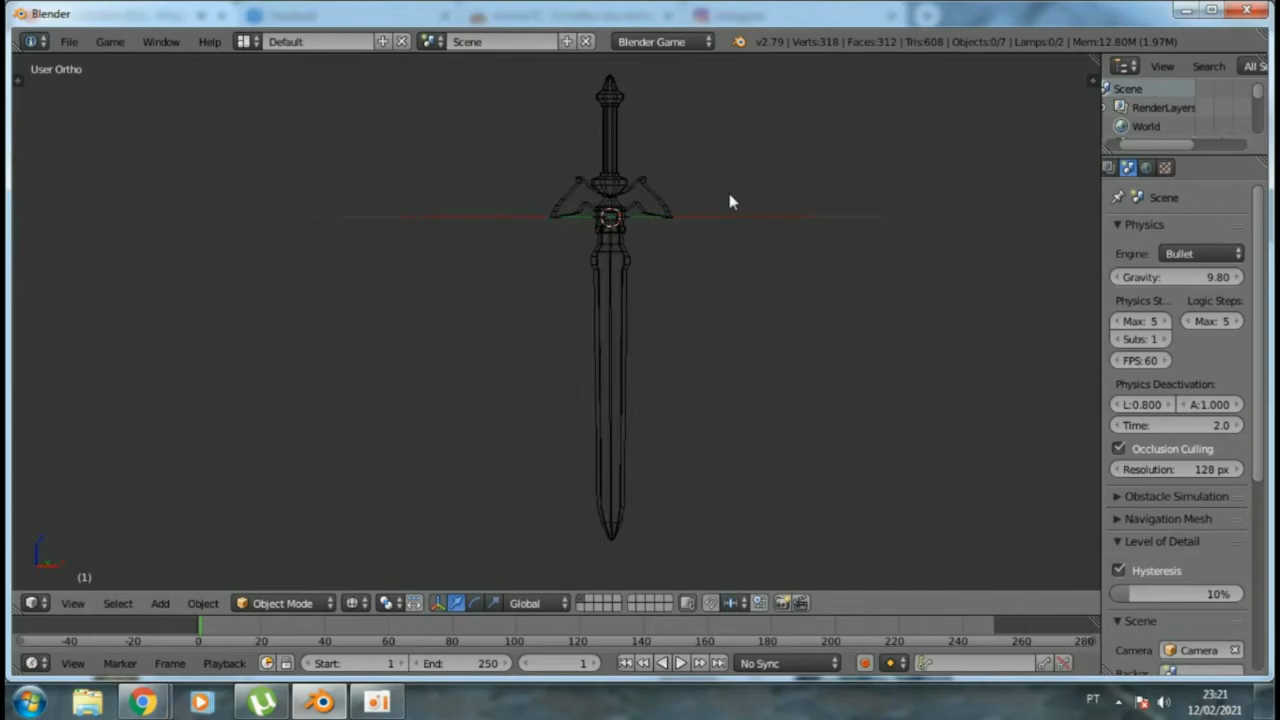 Blender
File Game Window Help Default Scene Blender Game v2.79 | Verts:318 | Faces:312 | Tris:608 | Objects:0/7 | Lamps:0/2 | Mem:12.80M (1.97M)
User Ortho
View Search All S
Scene
RenderLayers
World
Scene
Physics
Engine: Bullet
Gravity: 9.80
Physics St... Logic Steps:
Max: 5 Max: 5
Subs: 1
FPS: 60
Physics Deactivation:
L:0.800 A:1.000
Time: 2.0
Occlusion Culling
Resolution: 128 px
Obstacle Simulation
Navigation Mesh
Level of Detail
Hysteresis
10%
Scene
Camera Camera
(1)
View Select Add Object Object Mode Global
-40 -20 0 20 40 60 80 100 120 140 160 180 200 220 240 260 280
View Marker Frame Playback Start: 1 End: 250 1 No Sync
PT 23:21
12/02/2021